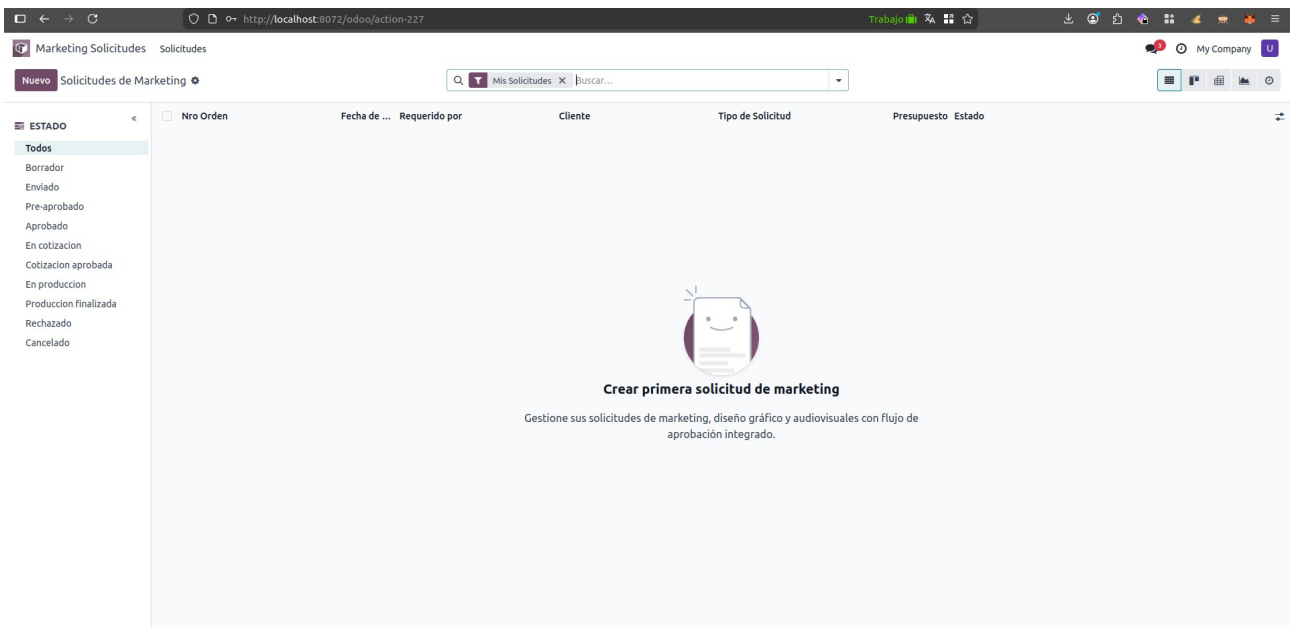 http://localhost:8072/odoo/action-227
Trabajo
Marketing Solicitudes Solicitudes
3 My Company U
Nuevo Solicitudes de Marketing Mis Solicitudes Buscar...
ESTADO
Todos
Borrador
Enviado
Pre-aprobado
Aprobado
En cotizacion
Cotizacion aprobada
En produccion
Produccion finalizada
Rechazado
Cancelado
Nro Orden Fecha de ... Requerido por Cliente Tipo de Solicitud Presupuesto Estado
Crear primera solicitud de marketing
Gestione sus solicitudes de marketing, diseño gráfico y audiovisuales con flujo de
aprobación integrado.